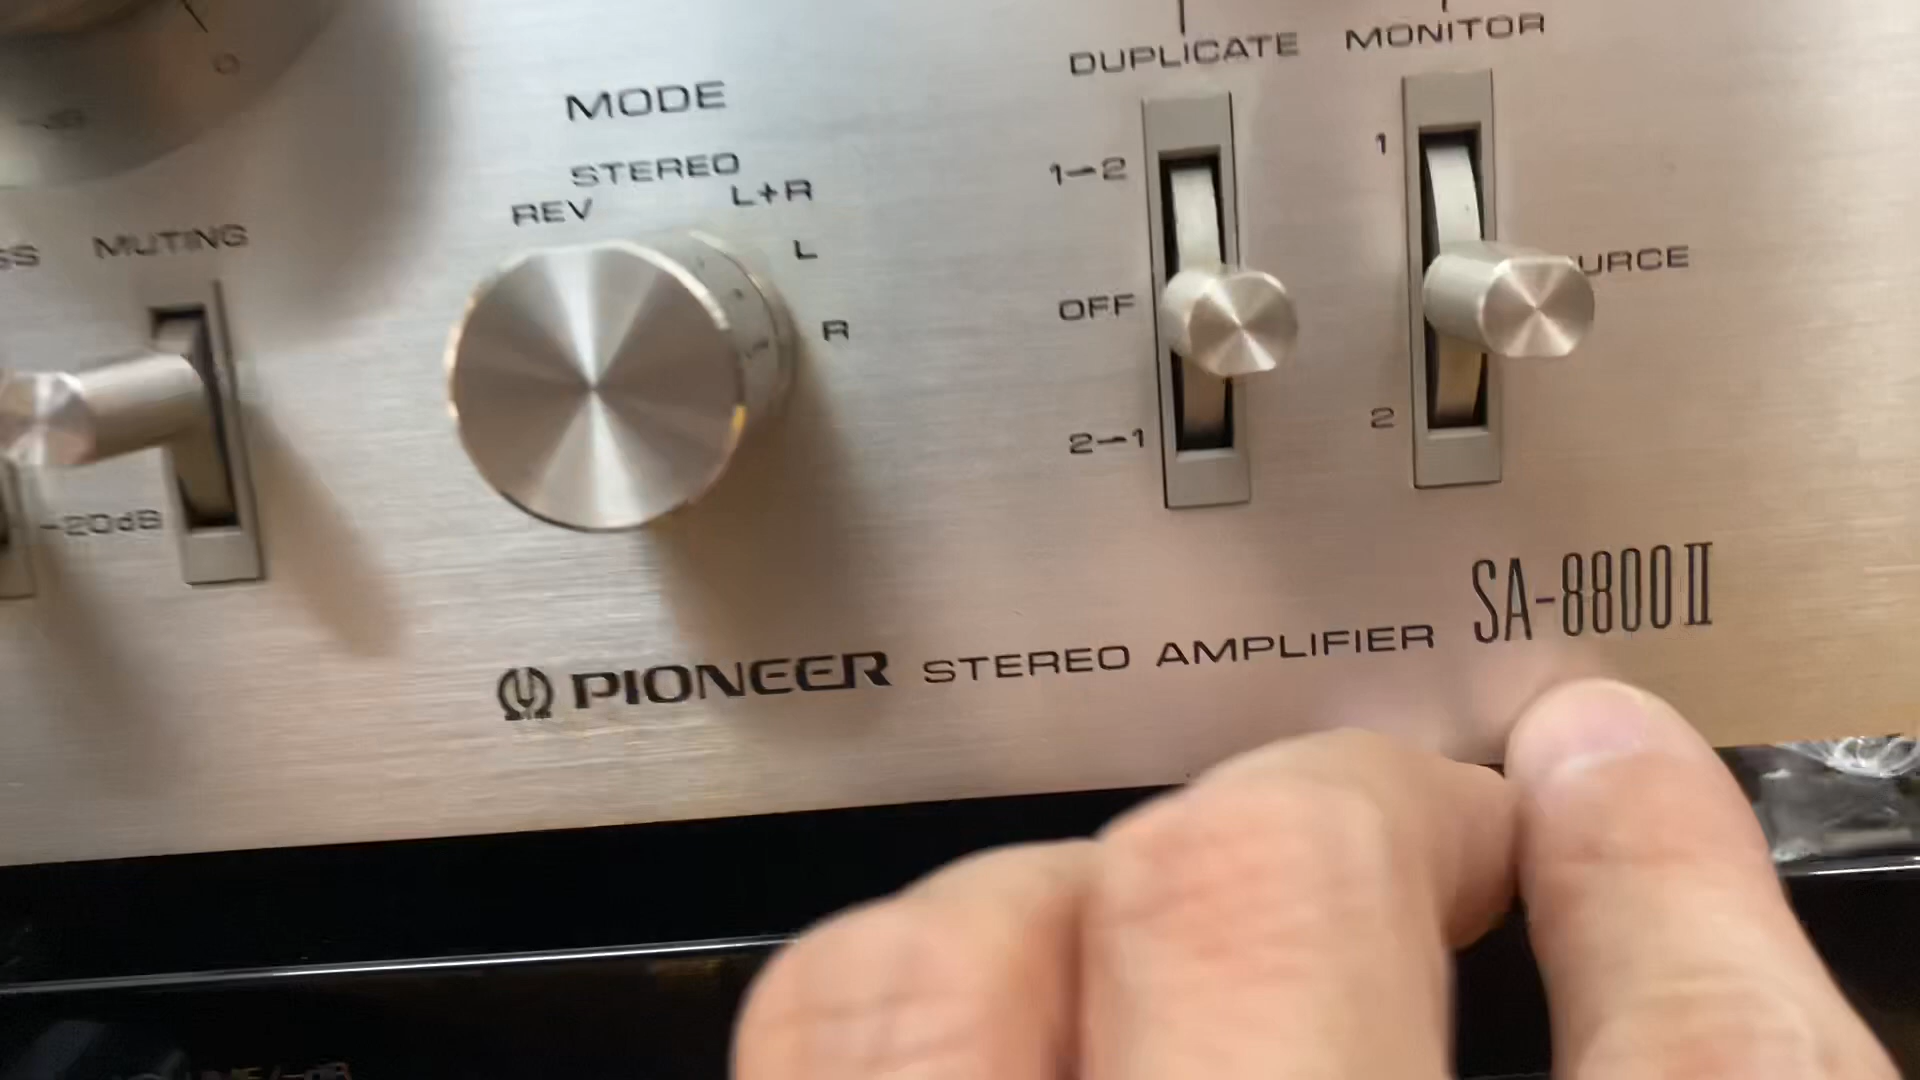 DUPLICATE MONITOR
MODE
STEREO
REV L+R
L
R
MUTING
-20dB
1-2
OFF
2-1
1
2
PIONEER STEREO AMPLIFIER SA-8800II